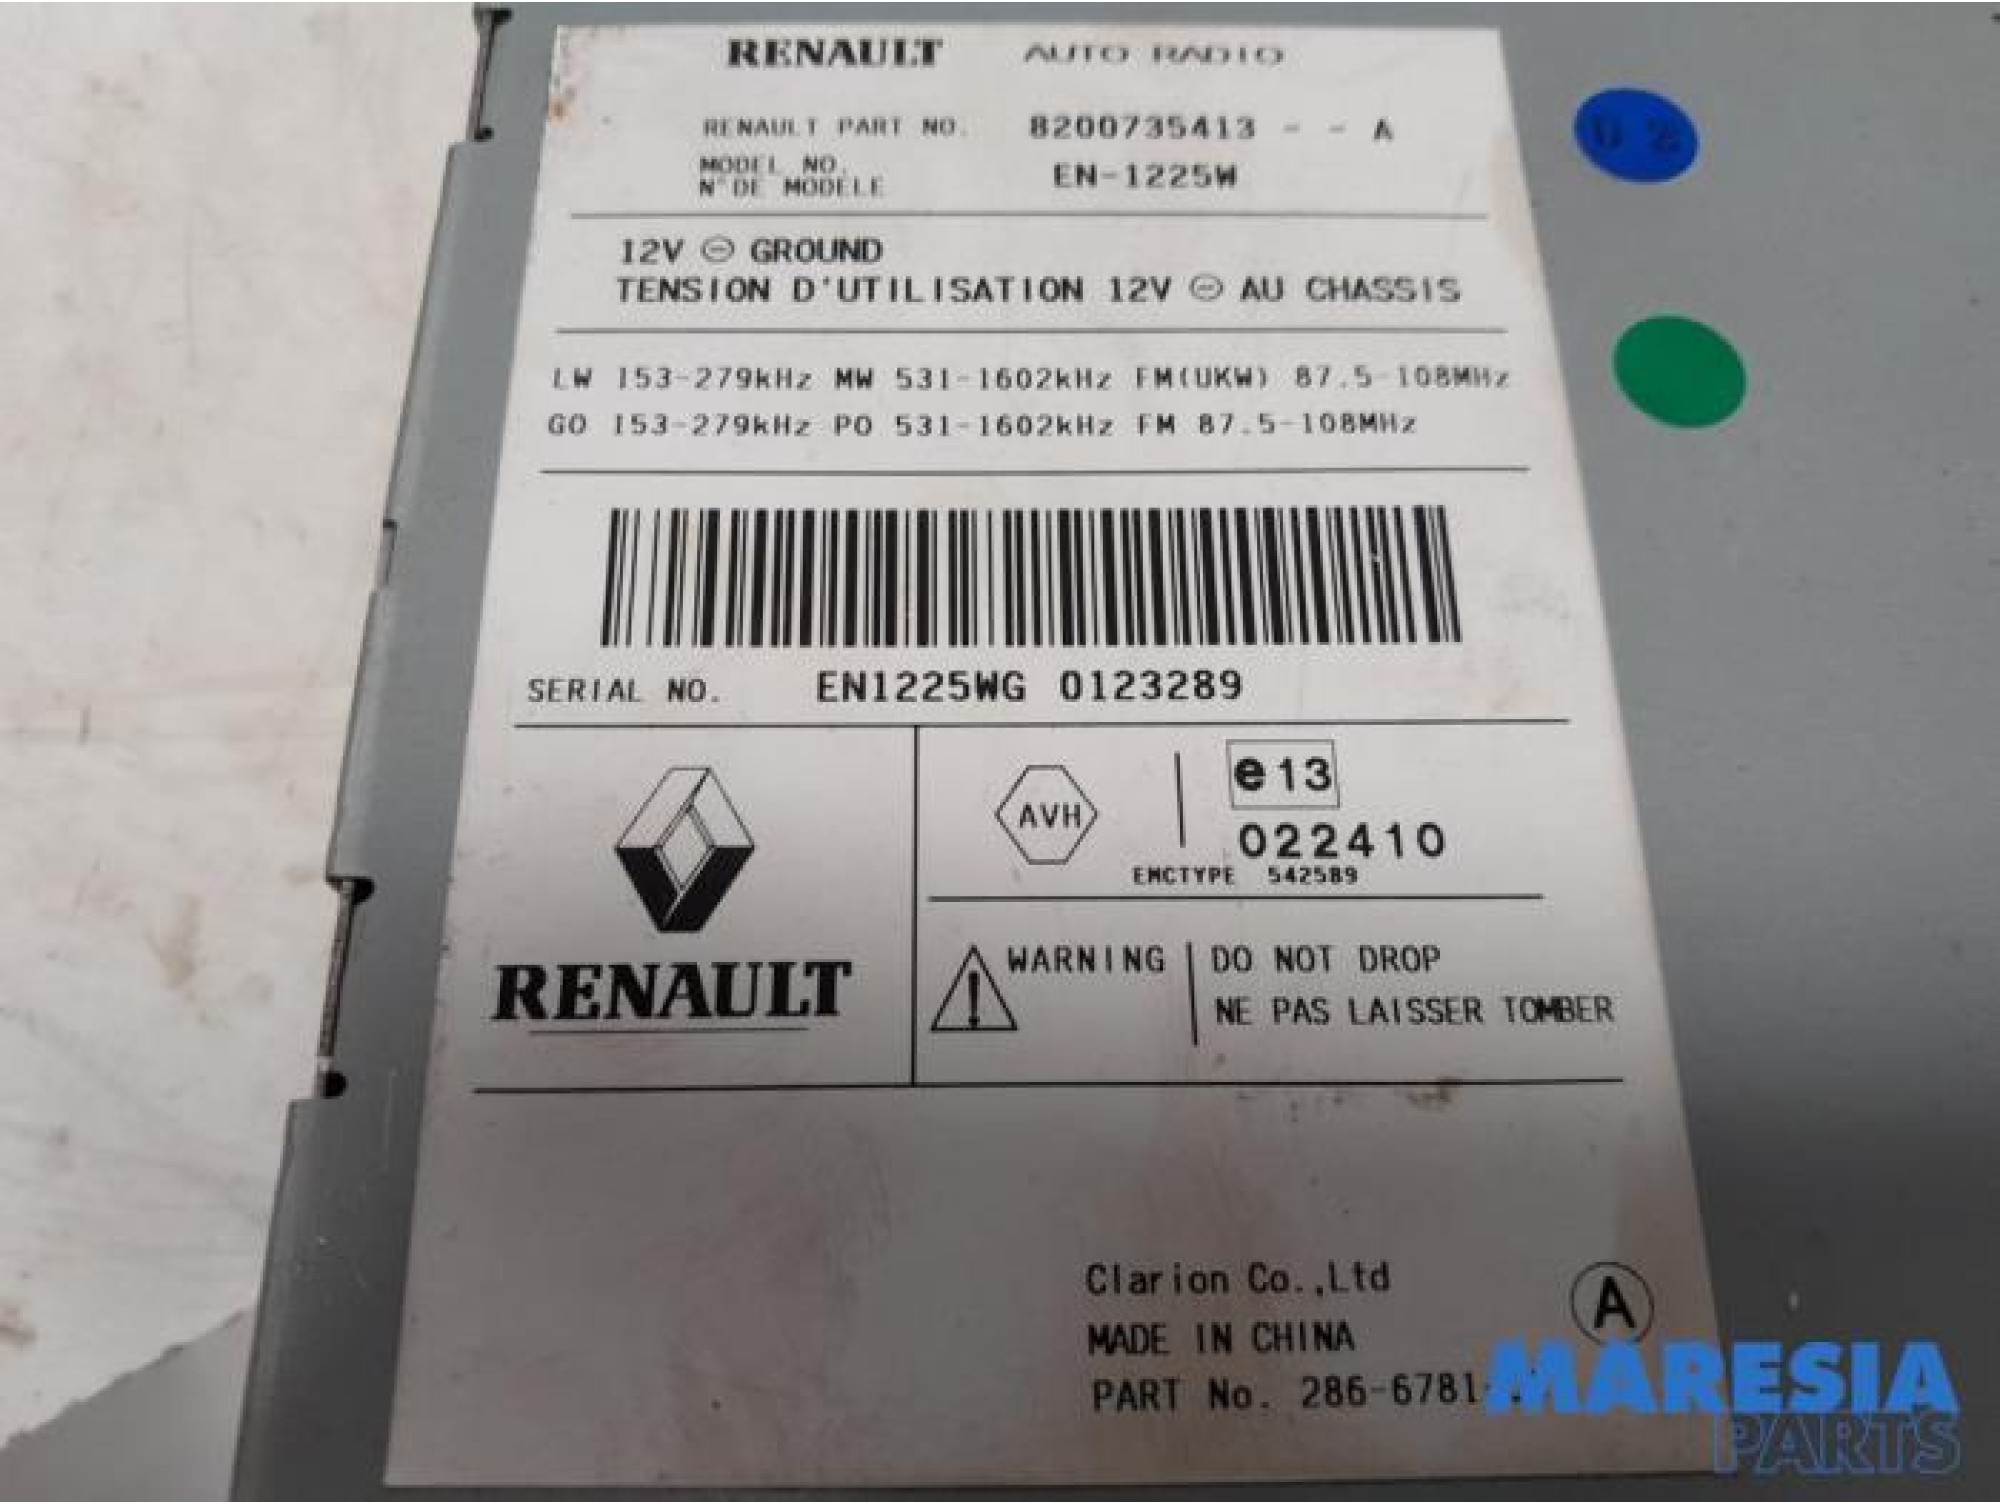 RENAULT AUTO RADIO
RENAULT PART NO. 8200735413 - - A
MODEL NO.
N° DE MODELE EN-1225W
12V ⊖ GROUND
TENSION D'UTILISATION 12V ⊖ AU CHASSIS
LW 153-279kHz MW 531-1602kHz FM(UKW) 87.5-108MHz
GO 153-279kHz PO 531-1602kHz FM 87.5-108MHz
SERIAL NO. EN1225WG 0123289
RENAULT
AVH
e13
022410
EMCTYPE 542589
WARNING
DO NOT DROP
NE PAS LAISSER TOMBER
Clarion Co.,Ltd
MADE IN CHINA
PART No. 286-6781-
A
MARESIA
PARTS